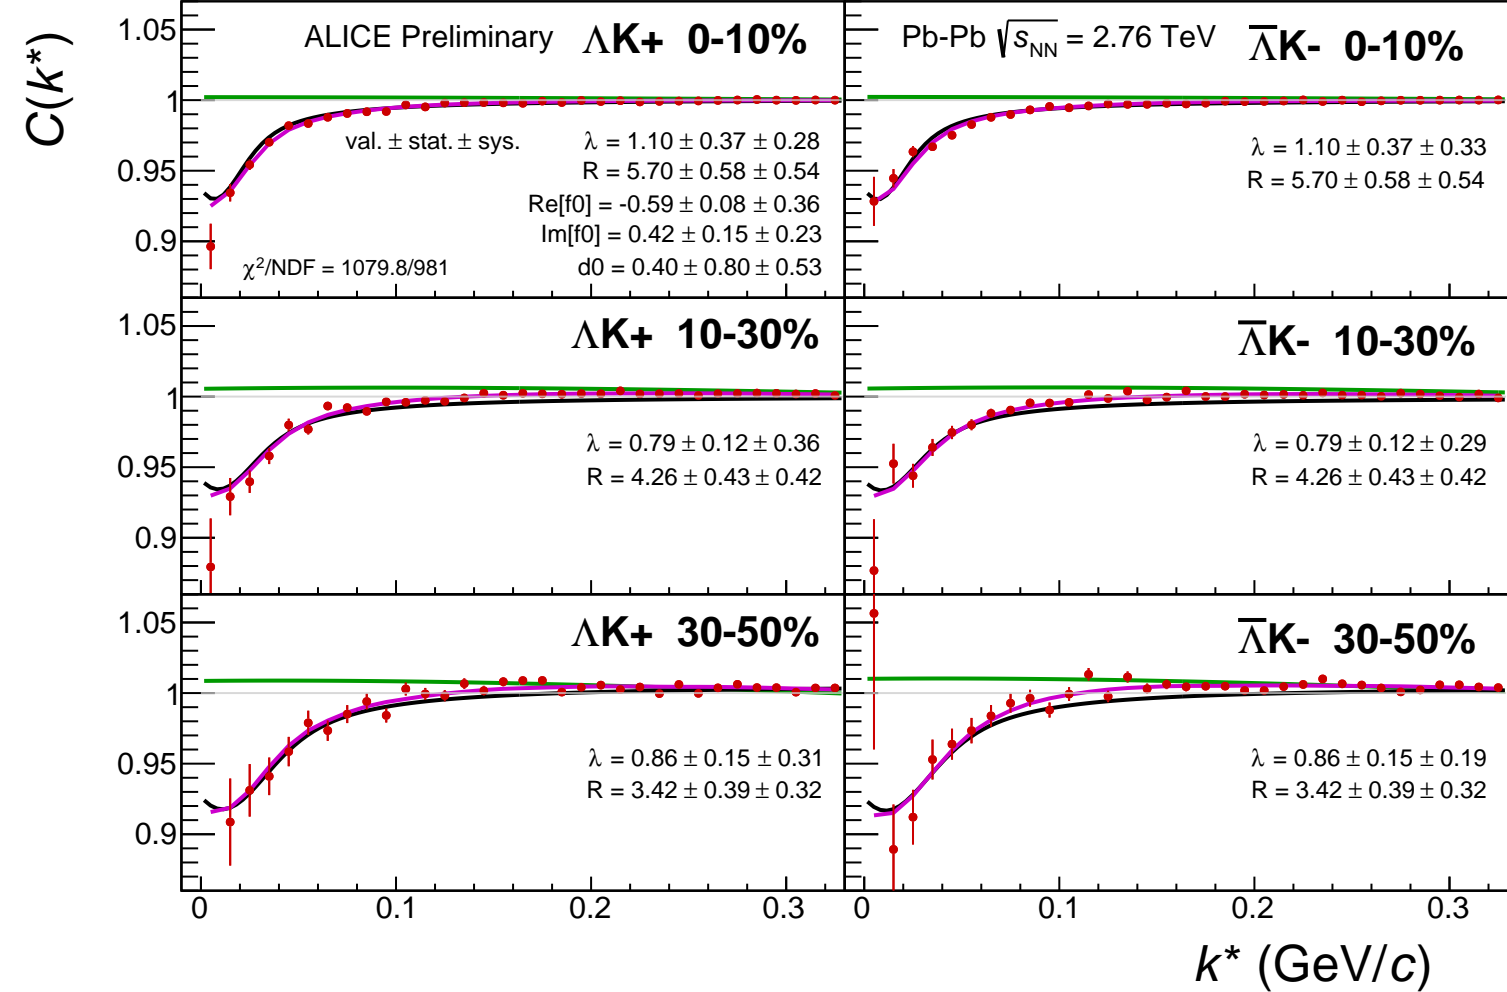 C(k*)
ALICE Preliminary ΛK+ 0-10%
val. ± stat. ± sys.
λ = 1.10 ± 0.37 ± 0.28
R = 5.70 ± 0.58 ± 0.54
Re[f0] = -0.59 ± 0.08 ± 0.36
Im[f0] = 0.42 ± 0.15 ± 0.23
χ²/NDF = 1079.8/981
d0 = 0.40 ± 0.80 ± 0.53
1.05
1
0.95
0.9
Pb-Pb √s_NN = 2.76 TeV Λ̅K- 0-10%
λ = 1.10 ± 0.37 ± 0.33
R = 5.70 ± 0.58 ± 0.54
ΛK+ 10-30%
λ = 0.79 ± 0.12 ± 0.36
R = 4.26 ± 0.43 ± 0.42
1.05
1
0.95
0.9
Λ̅K- 10-30%
λ = 0.79 ± 0.12 ± 0.29
R = 4.26 ± 0.43 ± 0.42
ΛK+ 30-50%
λ = 0.86 ± 0.15 ± 0.31
R = 3.42 ± 0.39 ± 0.32
1.05
1
0.95
0.9
Λ̅K- 30-50%
λ = 0.86 ± 0.15 ± 0.19
R = 3.42 ± 0.39 ± 0.32
0 0.1 0.2 0.3 0 0.1 0.2 0.3
k* (GeV/c)